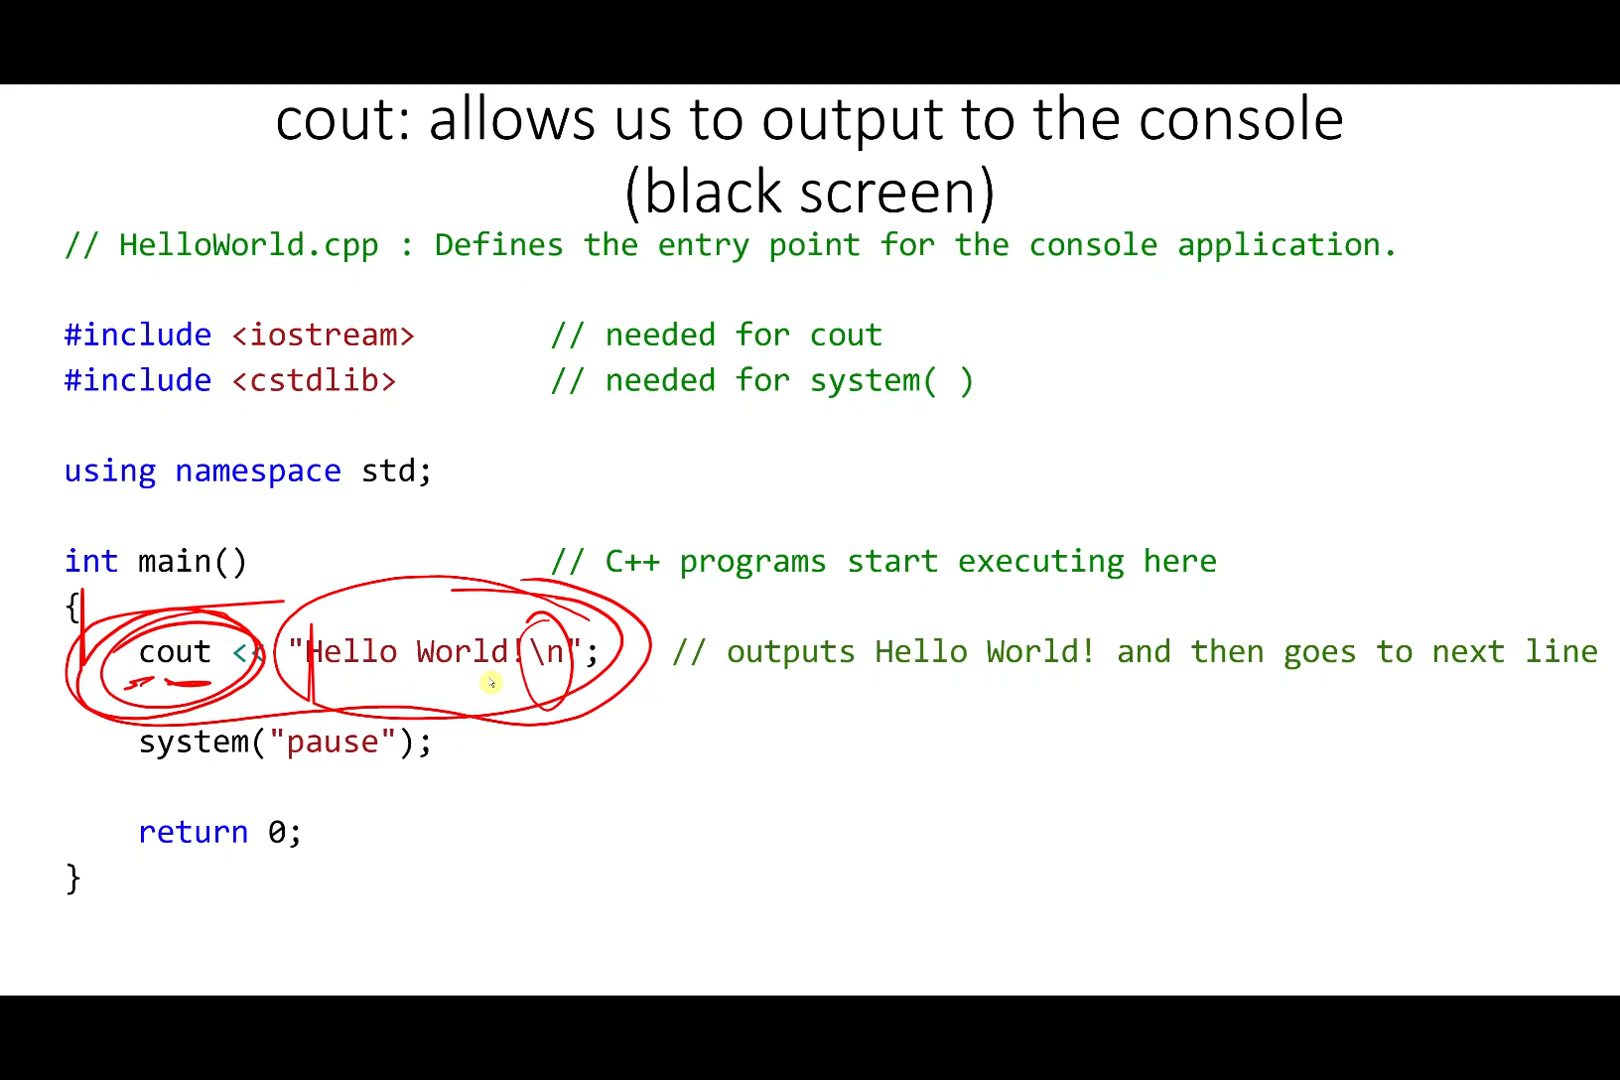 cout: allows us to output to the console
(black screen)
// HelloWorld.cpp : Defines the entry point for the console application.
#include <iostream> // needed for cout
#include <cstdlib> // needed for system( )
using namespace std;
int main() // C++ programs start executing here
{
cout << "Hello World!\n"; // outputs Hello World! and then goes to next line
system("pause");
return 0;
}